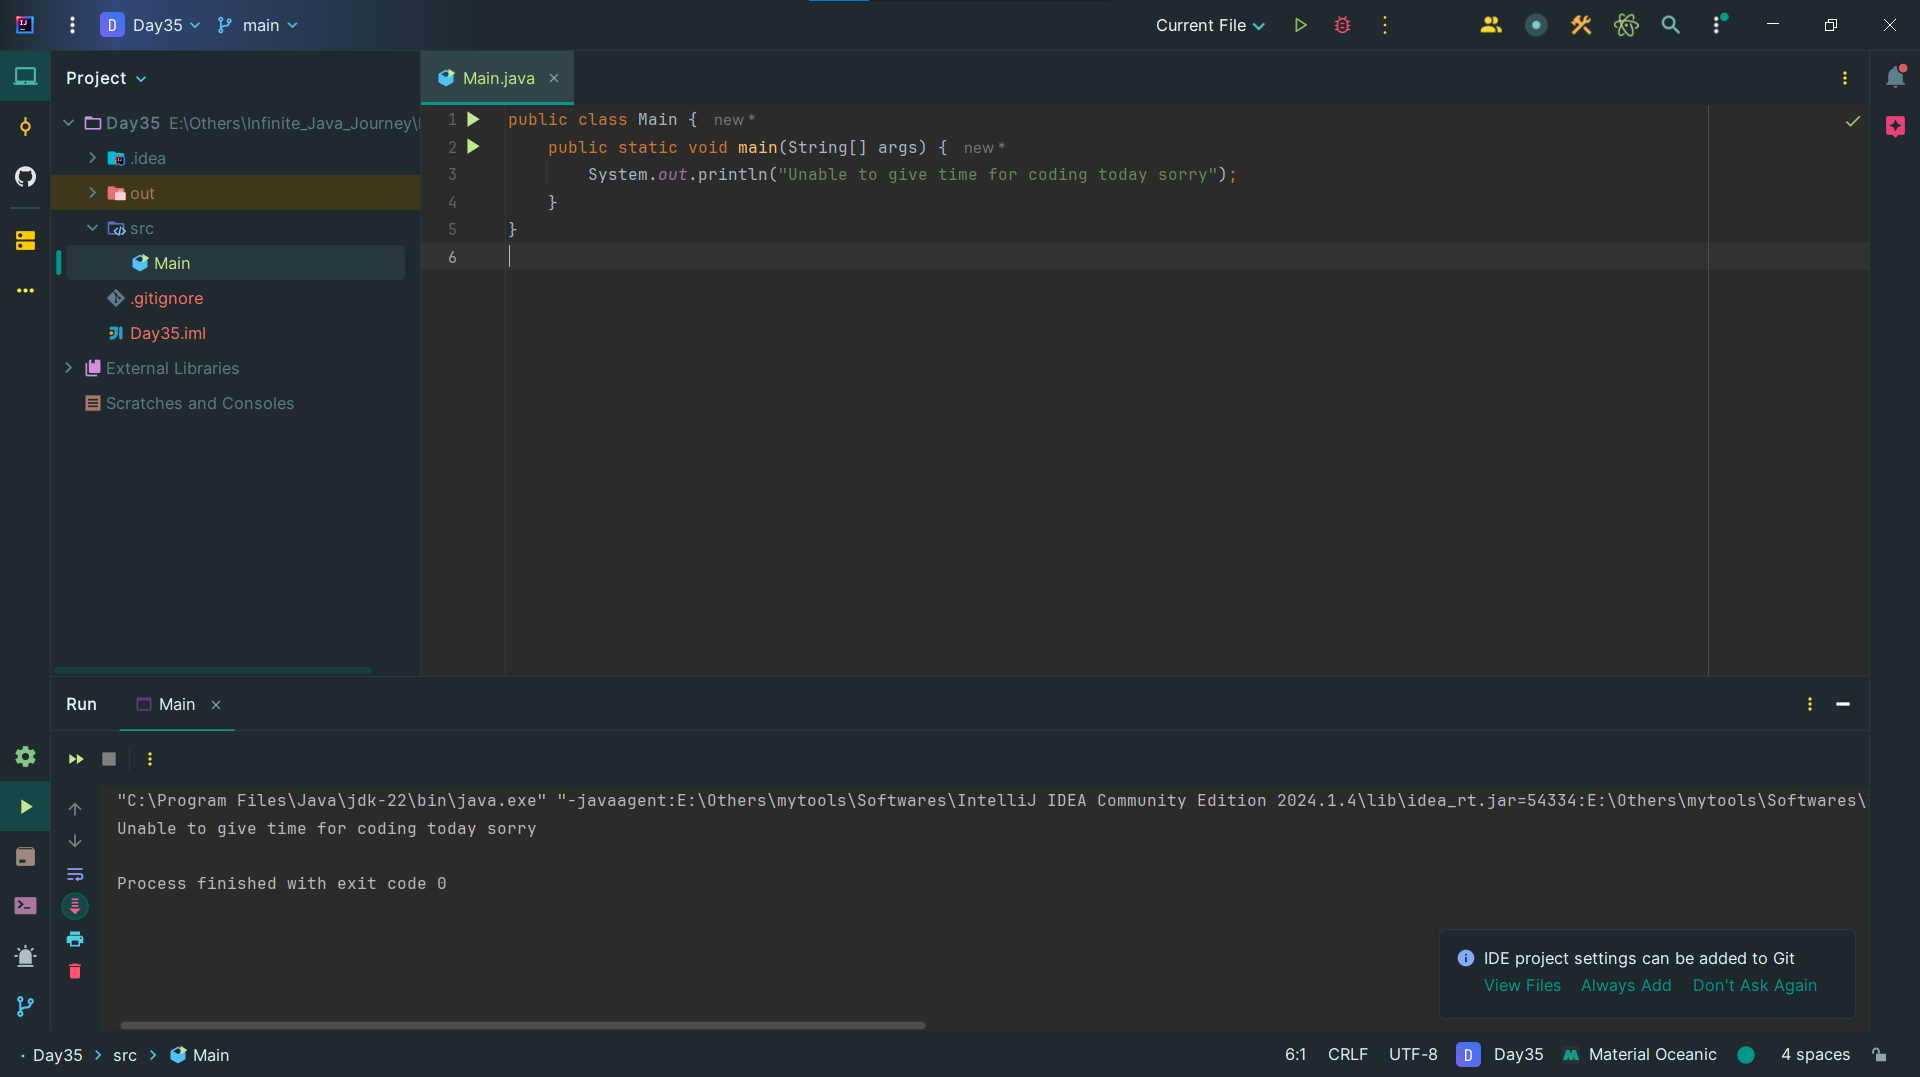 D Day35 main Current File
Project
Main.java
Day35 E:\Others\Infinite_Java_Journey\
.idea
out
src
Main
.gitignore
Day35.iml
External Libraries
Scratches and Consoles
1 public class Main { new *
2 public static void main(String[] args) { new *
3 System.out.println("Unable to give time for coding today sorry");
4 }
5 }
6
Run Main
"C:\Program Files\Java\jdk-22\bin\java.exe" "-javaagent:E:\Others\mytools\Softwares\IntelliJ IDEA Community Edition 2024.1.4\lib\idea_rt.jar=54334:E:\Others\mytools\Softwares\
Unable to give time for coding today sorry
Process finished with exit code 0
IDE project settings can be added to Git
View Files Always Add Don't Ask Again
Day35 > src > Main 6:1 CRLF UTF-8 D Day35 Material Oceanic 4 spaces